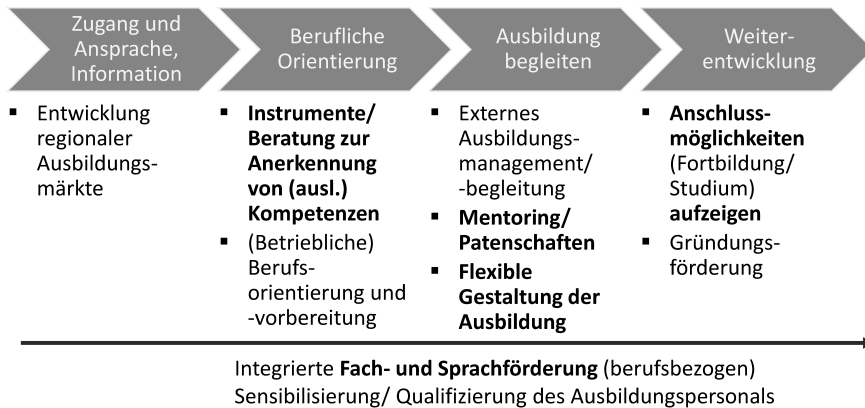 Zugang und
Ansprache,
Information
Berufliche
Orientierung
Ausbildung
begleiten
Weiter-
entwicklung
▪ Entwicklung
regionaler
Ausbildungs-
märkte
▪ Instrumente/
Beratung zur
Anerkennung
von (ausl.)
Kompetenzen
▪ (Betriebliche)
Berufs-
orientierung und
-vorbereitung
▪ Externes
Ausbildungs-
management/
-begleitung
▪ Mentoring/
Patenschaften
▪ Flexible
Gestaltung der
Ausbildung
▪ Anschluss-
möglichkeiten
(Fortbildung/
Studium)
aufzeigen
▪ Gründungs-
förderung
Integrierte Fach- und Sprachförderung (berufsbezogen)
Sensibilisierung/ Qualifizierung des Ausbildungspersonals